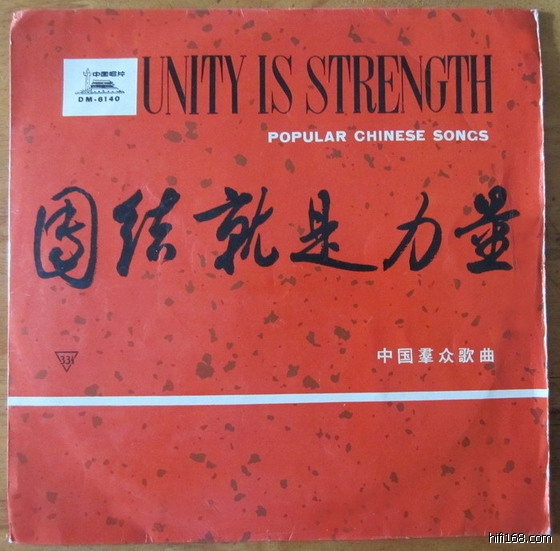 中国唱片
DM-6140
UNITY IS STRENGTH
POPULAR CHINESE SONGS
团结就是力量
33⅓
中国羣众歌曲
hifi168.com